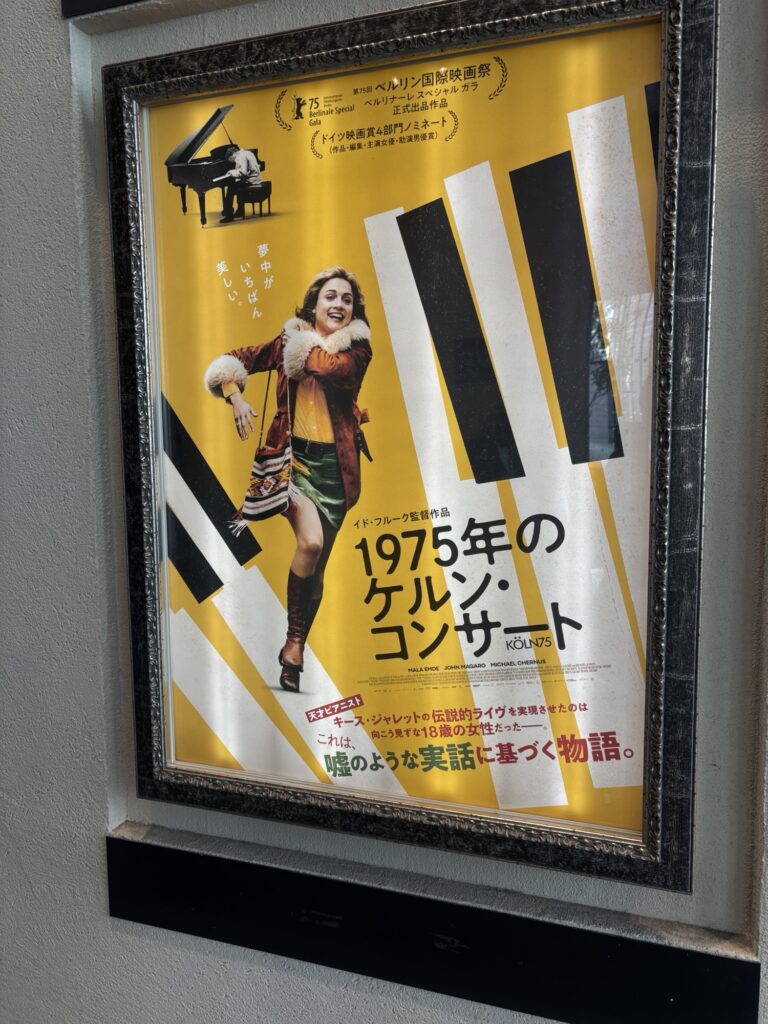 75
Berlinale Special
Gala
第75回 ベルリン国際映画祭
ベルリナーレ スペシャル ガラ
正式出品作品
ドイツ映画賞4部門ノミネート
(作品・編集・主演女優・助演男優賞)
夢中が
いちばん
美しい。
イド・フルーク監督作品
1975年の
ケルン・
コンサート
KÖLN75
MALA EMDE JOHN MAGARO MICHAEL CHERNUS
天才ピアニスト
キース・ジャレットの伝説的ライヴを実現させたのは
向こう見ずな18歳の女性だった──。
これは、
嘘のような実話に基づく物語。